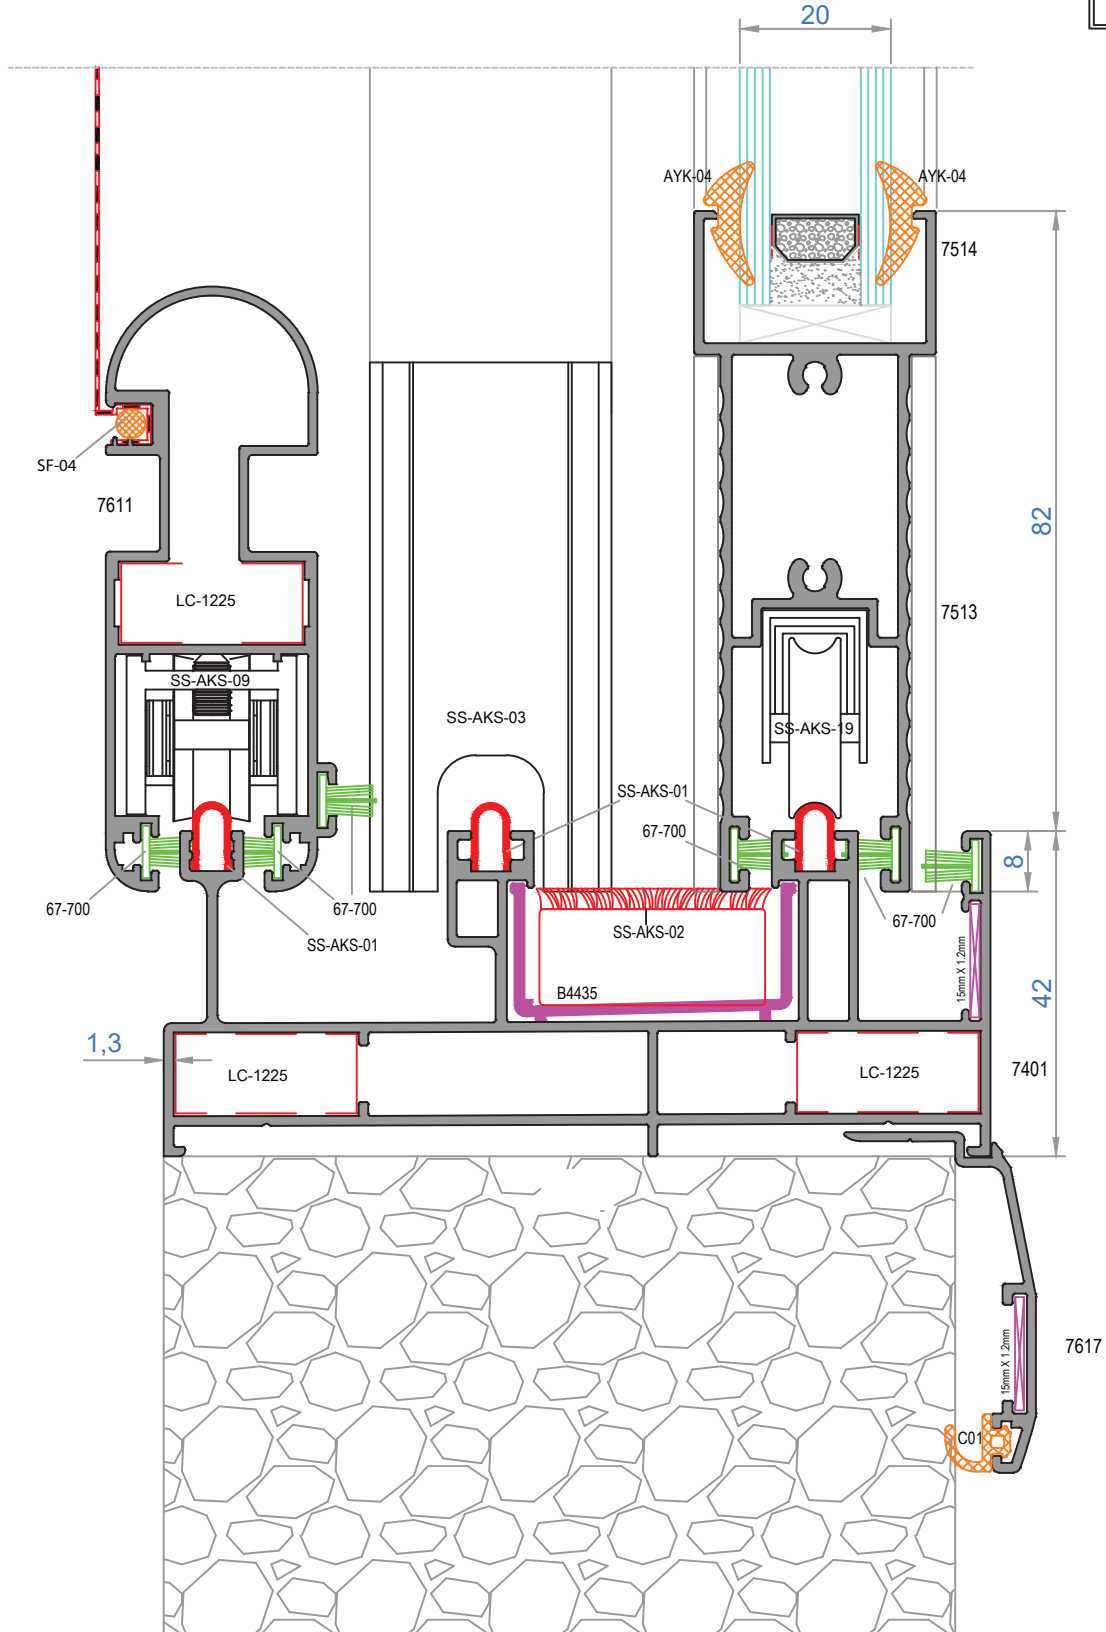 20
AYK-04
AYK-04
7514
SF-04
7611
82
LC-1225
7513
SS-AKS-09
SS-AKS-03
SS-AKS-19
SS-AKS-01
67-700
8
67-700
67-700
67-700
SS-AKS-01
SS-AKS-02
15mm X 1.2mm
B4435
42
1,3
LC-1225
LC-1225
7401
15mm X 1.2mm
7617
C01